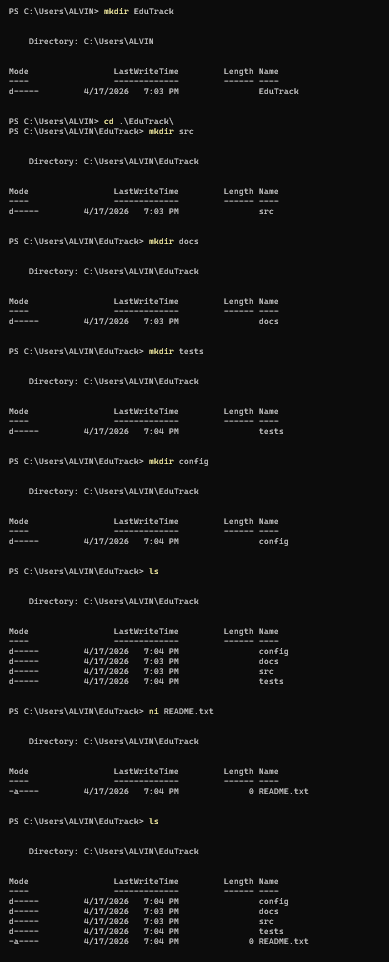 PS C:\Users\ALVIN> mkdir EduTrack
Directory: C:\Users\ALVIN
Mode LastWriteTime Length Name
---- ------------- ------ ----
d----- 4/17/2026 7:03 PM EduTrack
PS C:\Users\ALVIN> cd .\EduTrack\
PS C:\Users\ALVIN\EduTrack> mkdir src
Directory: C:\Users\ALVIN\EduTrack
Mode LastWriteTime Length Name
---- ------------- ------ ----
d----- 4/17/2026 7:03 PM src
PS C:\Users\ALVIN\EduTrack> mkdir docs
Directory: C:\Users\ALVIN\EduTrack
Mode LastWriteTime Length Name
---- ------------- ------ ----
d----- 4/17/2026 7:03 PM docs
PS C:\Users\ALVIN\EduTrack> mkdir tests
Directory: C:\Users\ALVIN\EduTrack
Mode LastWriteTime Length Name
---- ------------- ------ ----
d----- 4/17/2026 7:04 PM tests
PS C:\Users\ALVIN\EduTrack> mkdir config
Directory: C:\Users\ALVIN\EduTrack
Mode LastWriteTime Length Name
---- ------------- ------ ----
d----- 4/17/2026 7:04 PM config
PS C:\Users\ALVIN\EduTrack> ls
Directory: C:\Users\ALVIN\EduTrack
Mode LastWriteTime Length Name
---- ------------- ------ ----
d----- 4/17/2026 7:04 PM config
d----- 4/17/2026 7:03 PM docs
d----- 4/17/2026 7:03 PM src
d----- 4/17/2026 7:04 PM tests
PS C:\Users\ALVIN\EduTrack> ni README.txt
Directory: C:\Users\ALVIN\EduTrack
Mode LastWriteTime Length Name
---- ------------- ------ ----
-a---- 4/17/2026 7:04 PM 0 README.txt
PS C:\Users\ALVIN\EduTrack> ls
Directory: C:\Users\ALVIN\EduTrack
Mode LastWriteTime Length Name
---- ------------- ------ ----
d----- 4/17/2026 7:04 PM config
d----- 4/17/2026 7:03 PM docs
d----- 4/17/2026 7:03 PM src
d----- 4/17/2026 7:04 PM tests
-a---- 4/17/2026 7:04 PM 0 README.txt